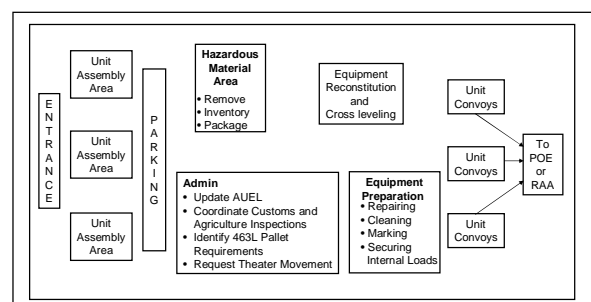 ENTRANCE
Unit
Assembly
Area
Unit
Assembly
Area
Unit
Assembly
Area
PARKING
Hazardous
Material
Area
• Remove
• Inventory
• Package
Admin
• Update AUEL
• Coordinate Customs and
Agriculture Inspections
• Identify 463L Pallet
Requirements
• Request Theater Movement
Equipment
Reconstitution
and
Cross leveling
Equipment
Preparation
• Repairing
• Cleaning
• Marking
• Securing
Internal Loads
Unit
Convoys
Unit
Convoys
Unit
Convoys
To
POE
or
RAA